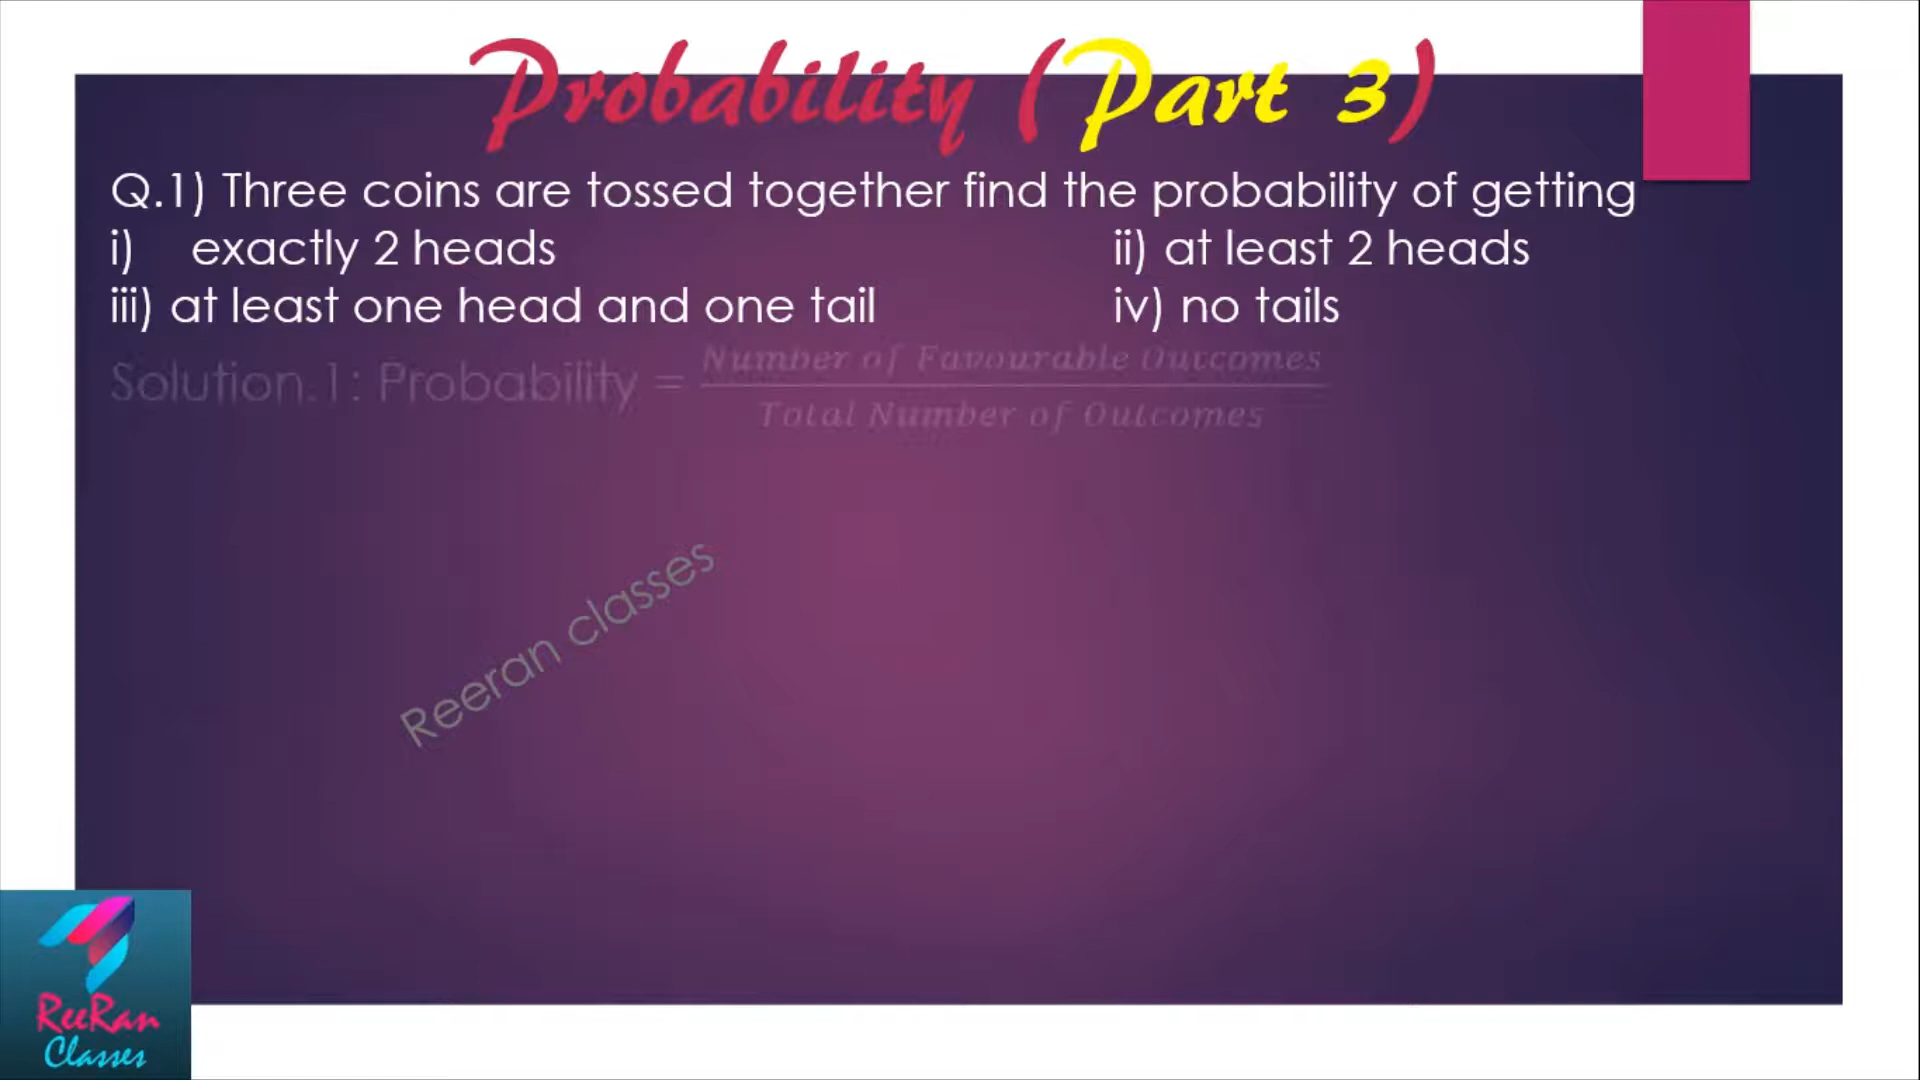 Probability (Part 3)
Q.1) Three coins are tossed together find the probability of getting
i) exactly 2 heads ii) at least 2 heads
iii) at least one head and one tail iv) no tails
Solution.1: Probability = Number of Favourable Outcomes
Total Number of Outcomes
Reeran classes
ReeRan
Classes